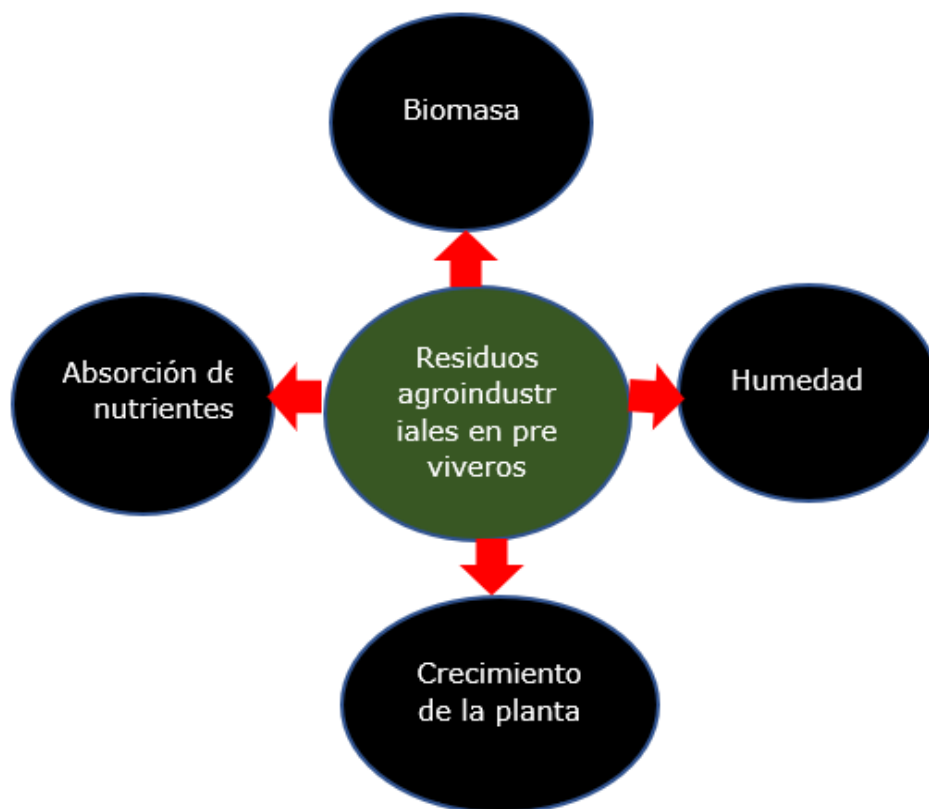 Biomasa
Absorción de
nutrientes
Residuos
agroindustr
iales en pre
viveros
Humedad
Crecimiento
de la planta